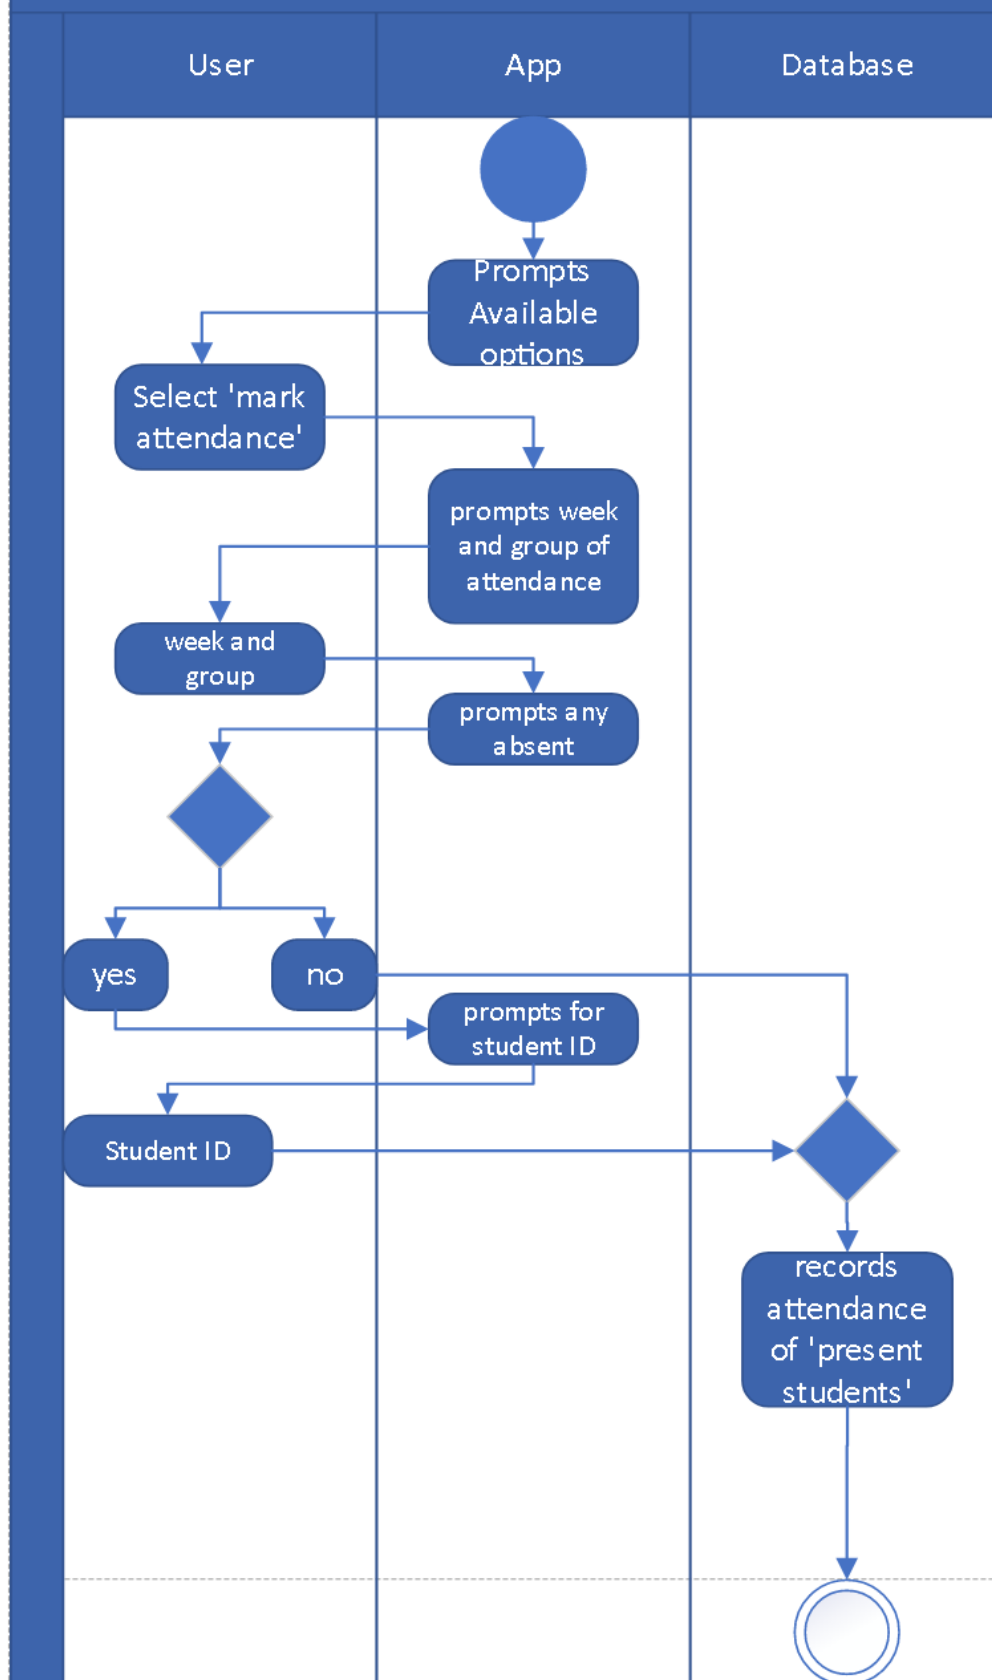 User
App
Database
Prompts
Available
options
Select 'mark
attendance'
prompts week
and group of
attendance
week and
group
prompts any
absent
yes
no
prompts for
student ID
Student ID
records
attendance
of 'present
students'